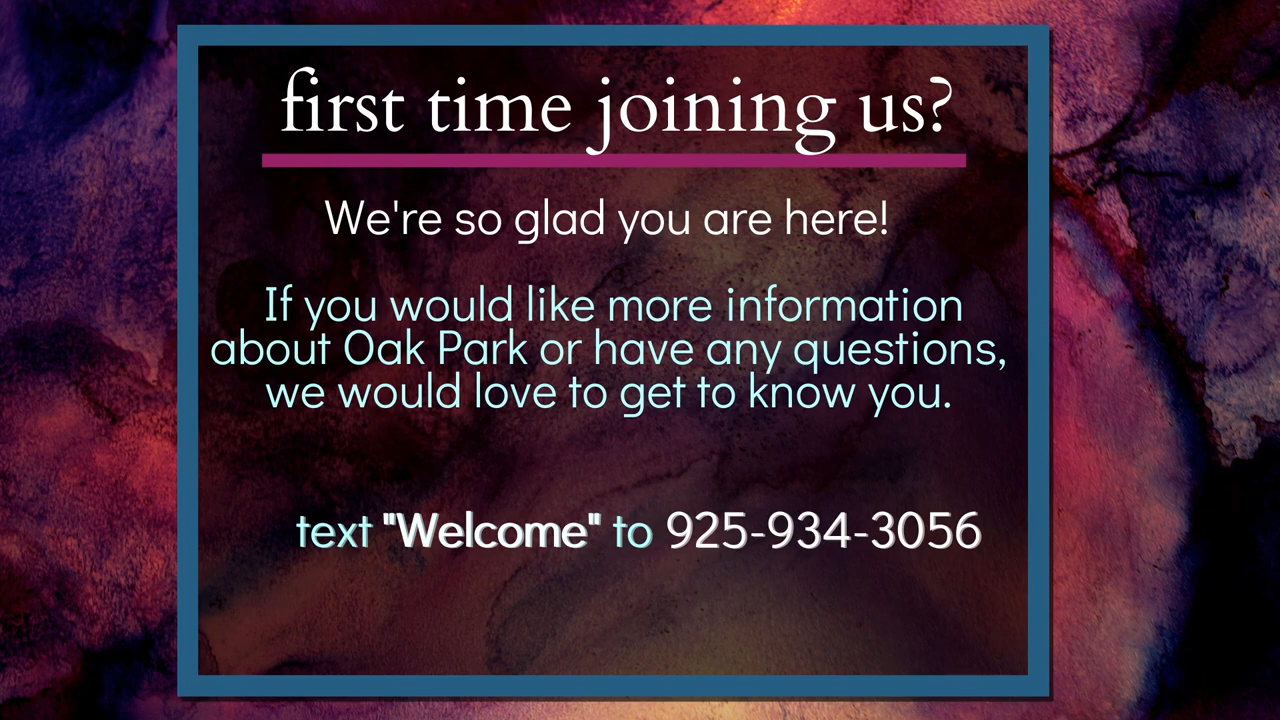 first time joining us?
We're so glad you are here!
If you would like more information
about Oak Park or have any questions,
we would love to get to know you.
text "Welcome" to 925-934-3056